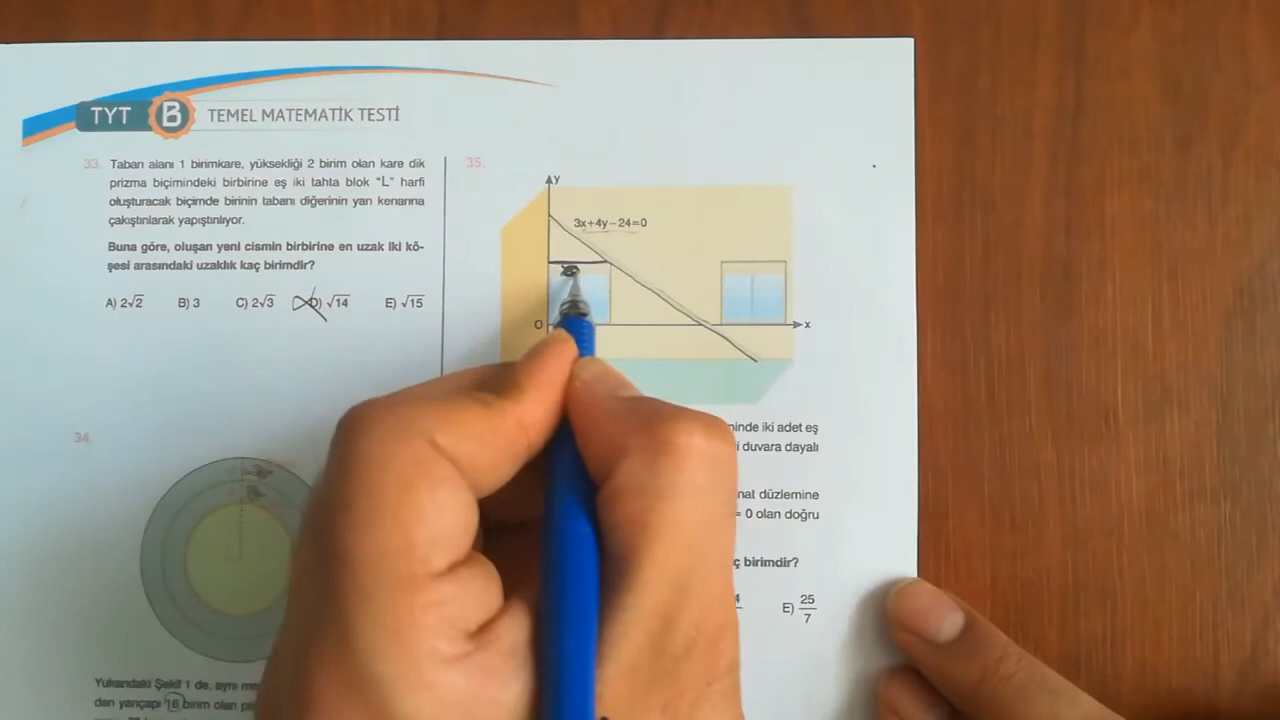 TYT B TEMEL MATEMATİK TESTİ
33. Taban alanı 1 birimkare, yüksekliği 2 birim olan kare dik
prizma biçimindeki birbirine eş iki tahta blok “L” harfi
oluşturacak biçimde birinin tabanı diğerinin yan kenarına
çakıştırılarak yapıştırılıyor.
Buna göre, oluşan yeni cismin birbirine en uzak iki kö-
şesi arasındaki uzaklık kaç birimdir?
A) 2√2 B) 3 C) 2√3 D) √14 E) √15
34.
Yukarıdaki Şekil 1 de, aynı
den yarıçapı 16 birim olan
35.
y
3x+4y−24=0
O
x
iki adet eş
duvara dayalı
düzlemine
= 0 olan doğru
birimdir?
E) 25/7